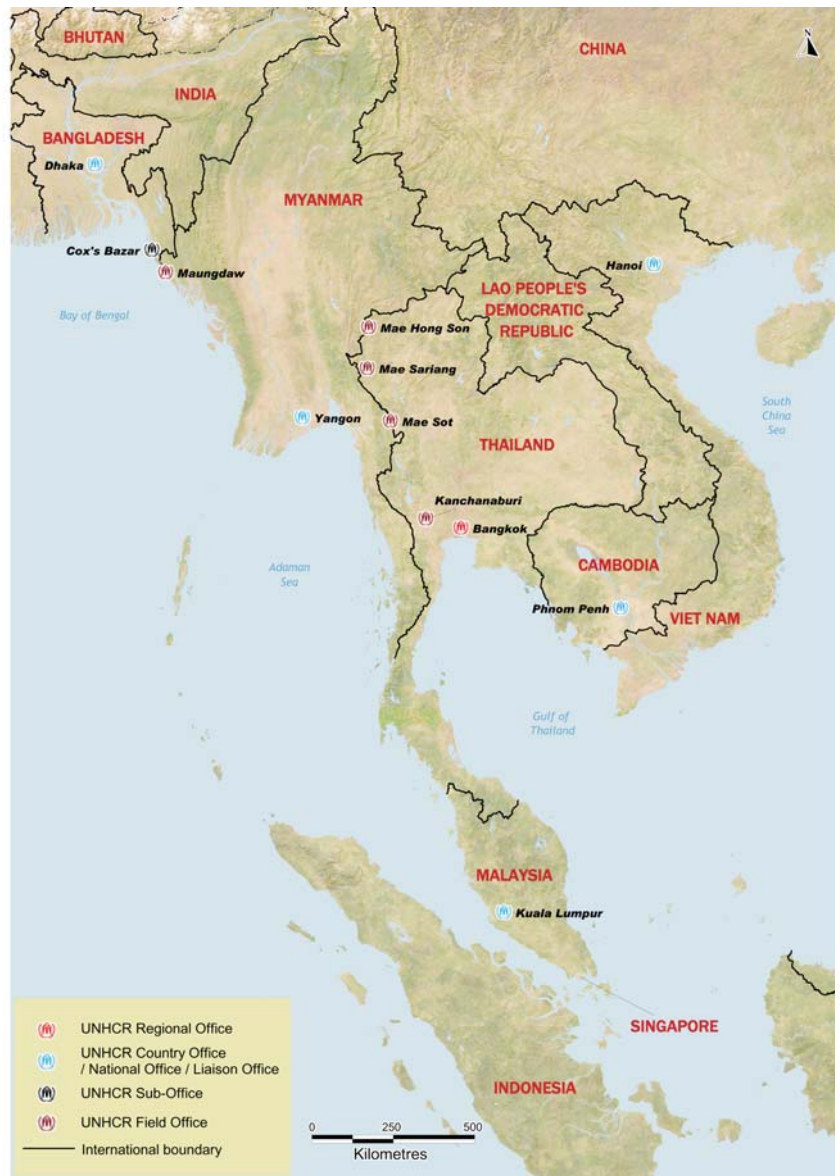 BHUTAN
CHINA
N
INDIA
BANGLADESH
Dhaka
MYANMAR
Cox's Bazar
Maungdaw
Hanoi
LAO PEOPLE'S
DEMOCRATIC
REPUBLIC
Bay of Bengal
Mae Hong Son
Mae Sariang
South
China
Sea
Yangon
Mae Sot
THAILAND
Kanchanaburi
Bangkok
Adaman
Sea
CAMBODIA
Phnom Penh
VIET NAM
Gulf of
Thailand
MALAYSIA
Kuala Lumpur
SINGAPORE
INDONESIA
UNHCR Regional Office
UNHCR Country Office
/ National Office / Liaison Office
UNHCR Sub-Office
UNHCR Field Office
International boundary
0 250 500
Kilometres